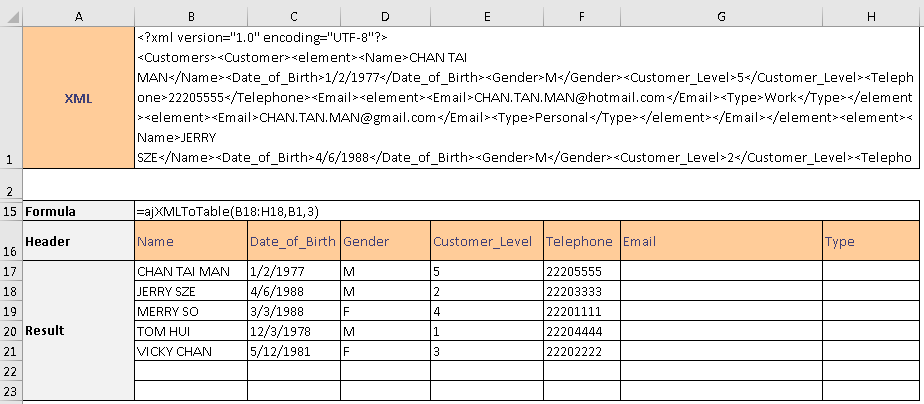 A B C D E F G H
<?xml version="1.0" encoding="UTF-8"?>
<Customers><Customer><element><Name>CHAN TAI
MAN</Name><Date_of_Birth>1/2/1977</Date_of_Birth><Gender>M</Gender><Customer_Level>5</Customer_Level><Teleph
XML
one>22205555</Telephone><Email><element><Email>CHAN.TAN.MAN@hotmail.com</Email><Type>Work</Type></element
><element><Email>CHAN.TAN.MAN@gmail.com</Email><Type>Personal</Type></element></Email></element><element><
Name>JERRY
1 SZE</Name><Date_of_Birth>4/6/1988</Date_of_Birth><Gender>M</Gender><Customer_Level>2</Customer_Level><Telepho
2
15 Formula =ajXMLToTable(B18:H18,B1,3)
16 Header Name Date_of_Birth Gender Customer_Level Telephone Email Type
17 CHAN TAI MAN 1/2/1977 M 5 22205555
18 JERRY SZE 4/6/1988 M 2 22203333
19 MERRY SO 3/3/1988 F 4 22201111
20 Result TOM HUI 12/3/1978 M 1 22204444
21 VICKY CHAN 5/12/1981 F 3 22202222
22
23